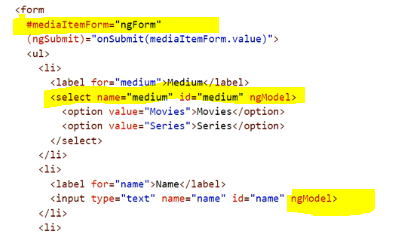 <form
#mediaItemForm="ngForm"
(ngSubmit)="onSubmit(mediaItemForm.value)">
<ul>
<li>
<label for="medium">Medium</label>
<select name="medium" id="medium" ngModel>
<option value="Movies">Movies</option>
<option value="Series">Series</option>
</select>
</li>
<li>
<label for="name">Name</label>
<input type="text" name="name" id="name" ngModel>
</li>
<li>